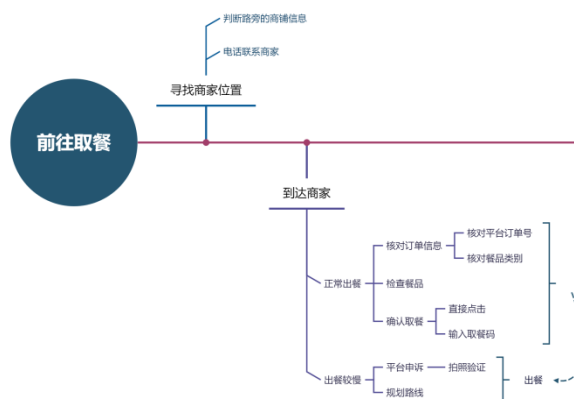 判断路旁的商铺信息
电话联系商家
寻找商家位置
前往取餐
到达商家
正常出餐
核对订单信息
核对平台订单号
核对餐品类别
检查餐品
确认取餐
直接点击
输入取餐码
出餐较慢
平台申诉
拍照验证
规划路线
出餐